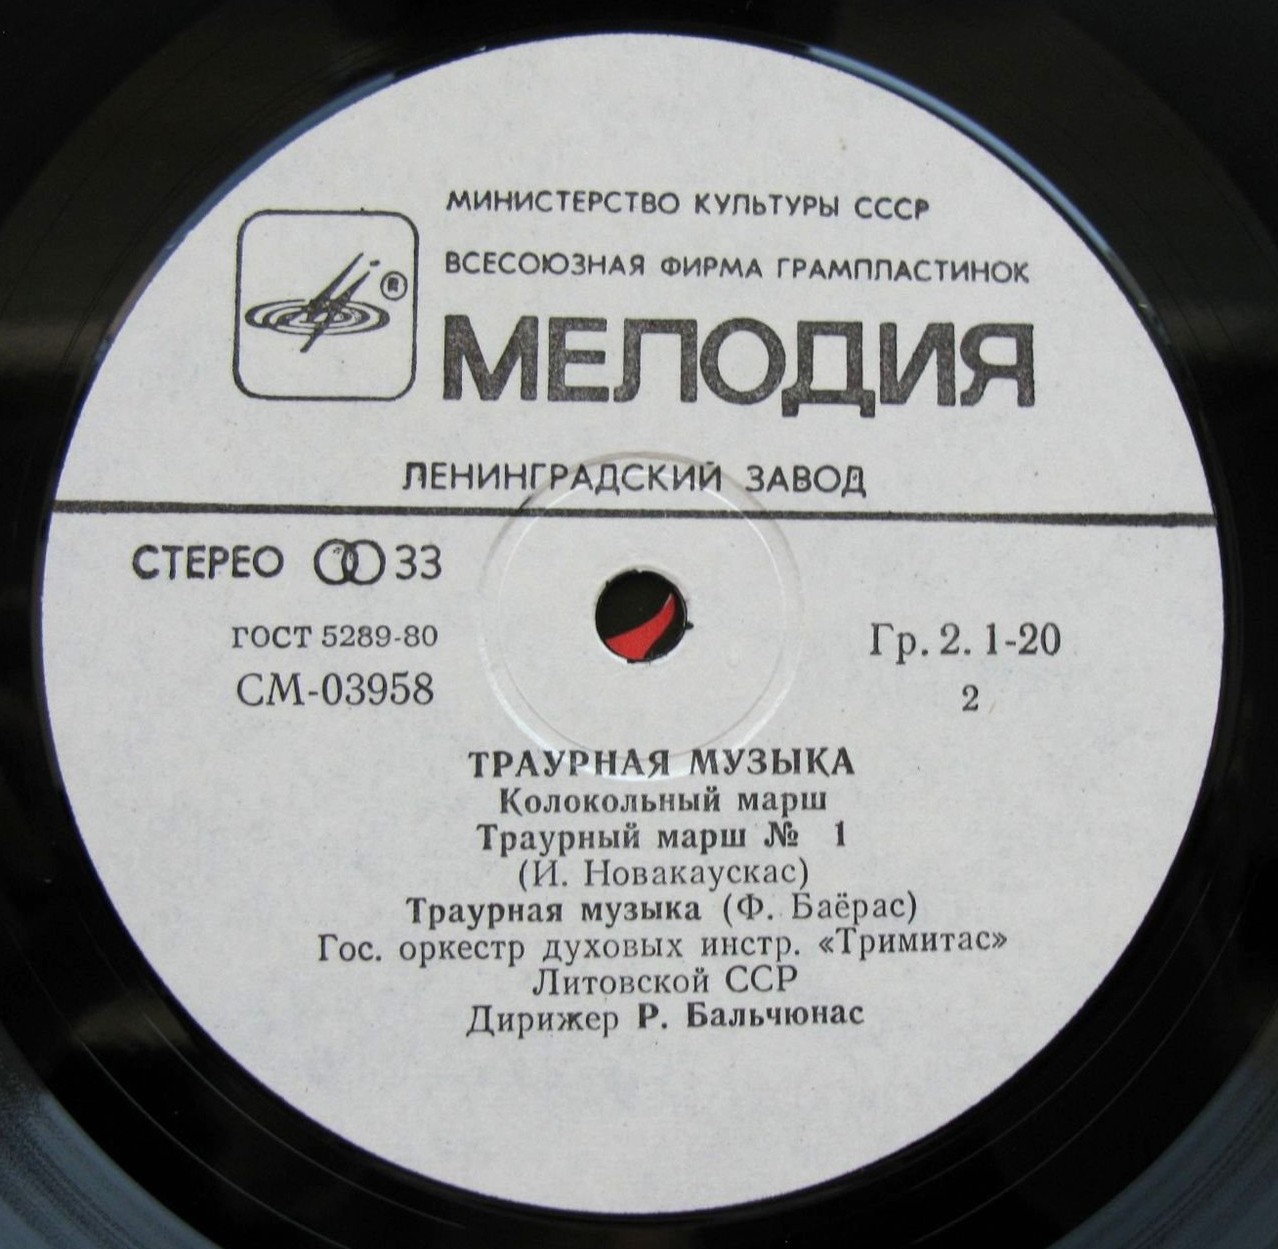 МИНИСТЕРСТВО КУЛЬТУРЫ СССР
ВСЕСОЮЗНАЯ ФИРМА ГРАМПЛАСТИНОК
®
МЕЛОДИЯ
ЛЕНИНГРАДСКИЙ ЗАВОД
СТЕРЕО 33
ГОСТ 5289-80
Гр. 2. 1-20
СМ-03958
2
ТРАУРНАЯ МУЗЫКА
Колокольный марш
Траурный марш № 1
(И. Новакаускас)
Траурная музыка (Ф. Баёрас)
Гос. оркестр духовых инстр. «Тримитас»
Литовской ССР
Дирижер Р. Бальчюнас